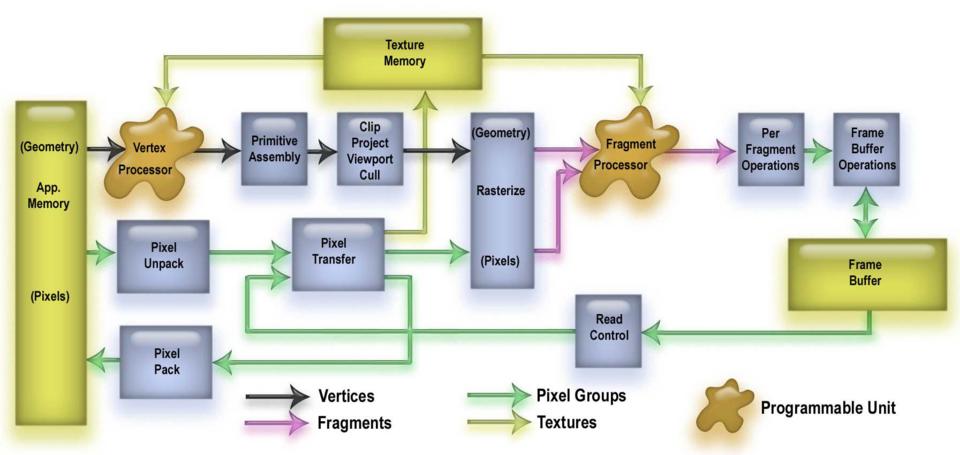 Texture
Memory
(Geometry)
App.
Memory
(Pixels)
Vertex
Processor
Primitive
Assembly
Clip
Project
Viewport
Cull
(Geometry)
Rasterize
(Pixels)
Fragment
Processor
Per
Fragment
Operations
Frame
Buffer
Operations
Pixel
Unpack
Pixel
Transfer
Frame
Buffer
Read
Control
Pixel
Pack
Vertices
Fragments
Pixel Groups
Textures
Programmable Unit